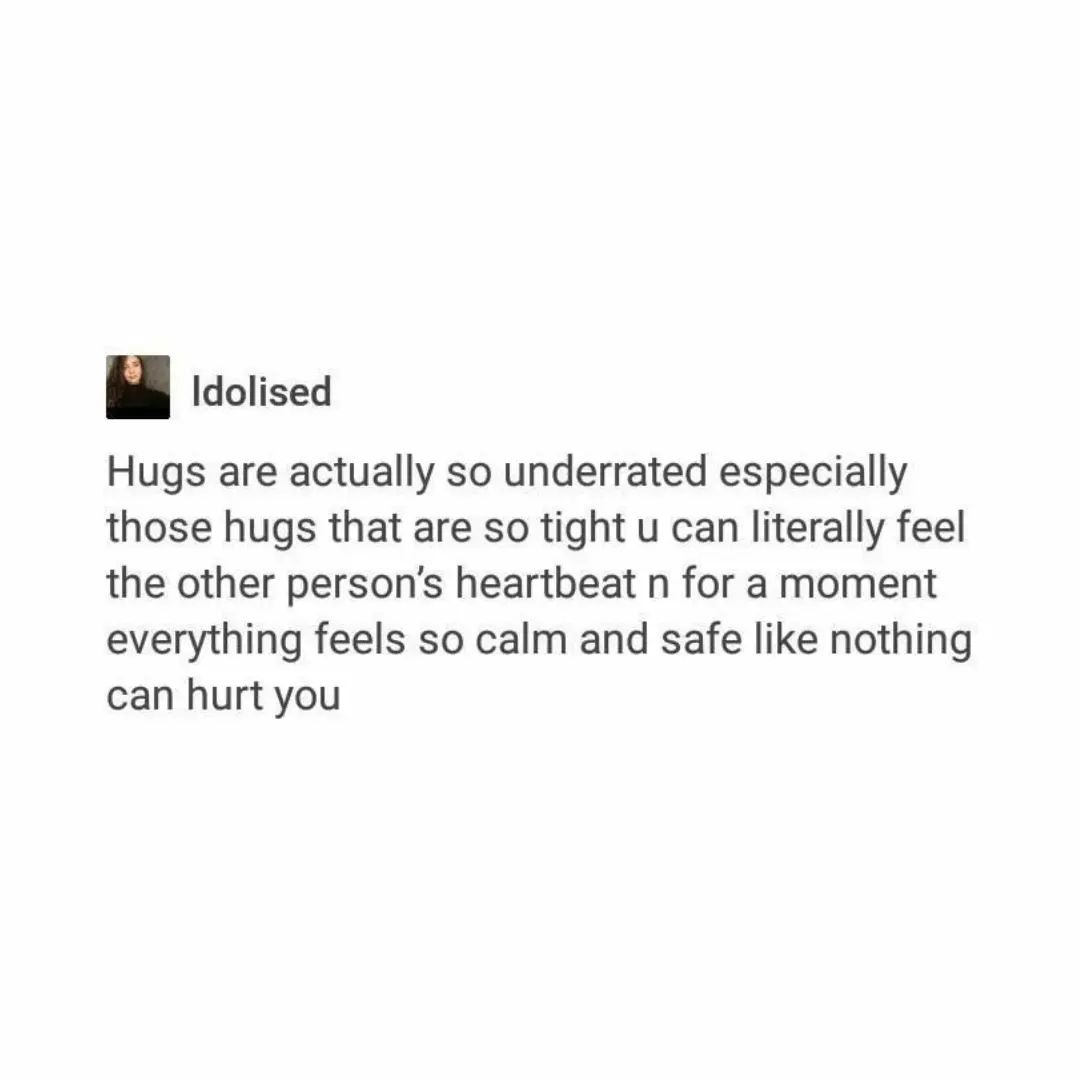 Idolised
Hugs are actually so underrated especially
those hugs that are so tight u can literally feel
the other person's heartbeat n for a moment
everything feels so calm and safe like nothing
can hurt you